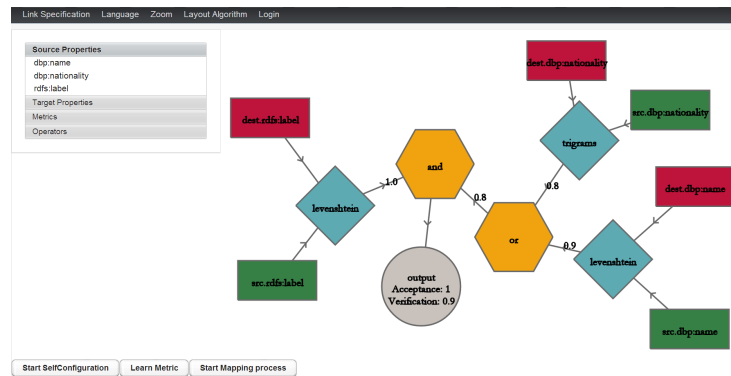 Link Specification Language Zoom Layout Algorithm Login
Source Properties
dbp:name
dbp:nationality
rdfs:label
Target Properties
Metrics
Operators
dest.dbp:nationality
src.dbp:nationality
dest.rdfs:label
trigrams
and
1.0
0.8
0.8
dest.dbp:name
levenshtein
or
0.9
levenshtein
output
Acceptance: 1
Verification: 0.9
src.rdfs:label
src.dbp:name
Start SelfConfiguration Learn Metric Start Mapping process